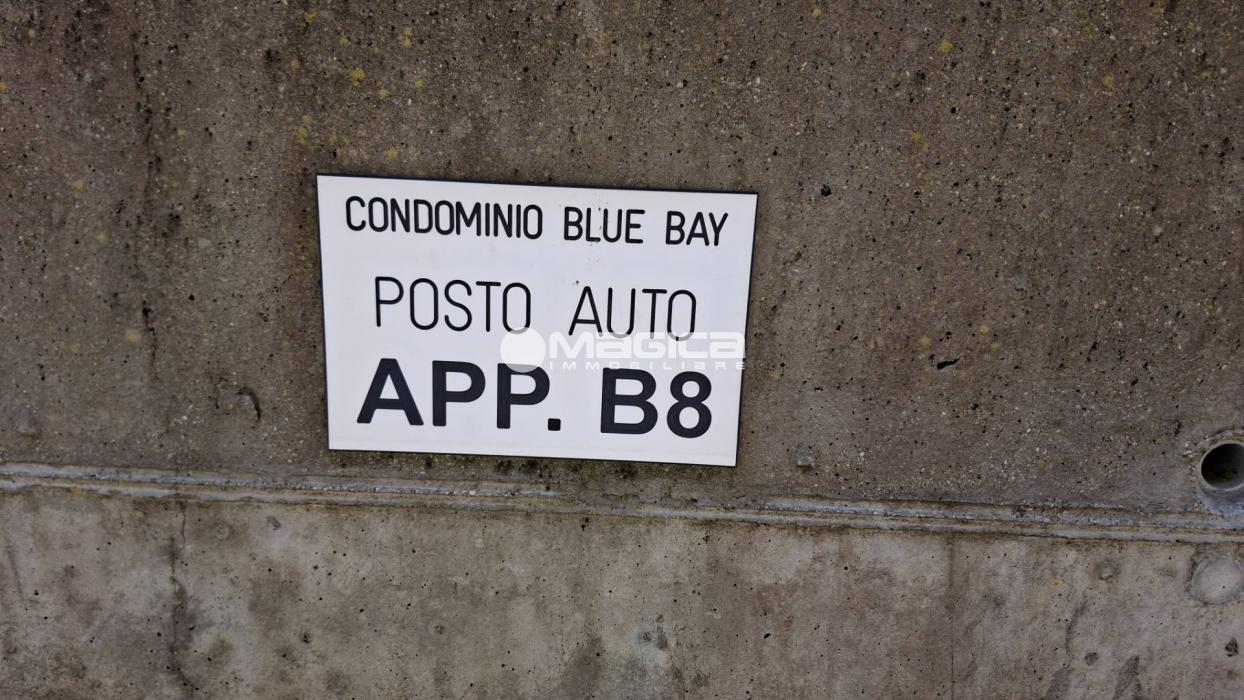 CONDOMINIO BLUE BAY
POSTO AUTO
MAGICA
IMMOBILIARE
APP. B8